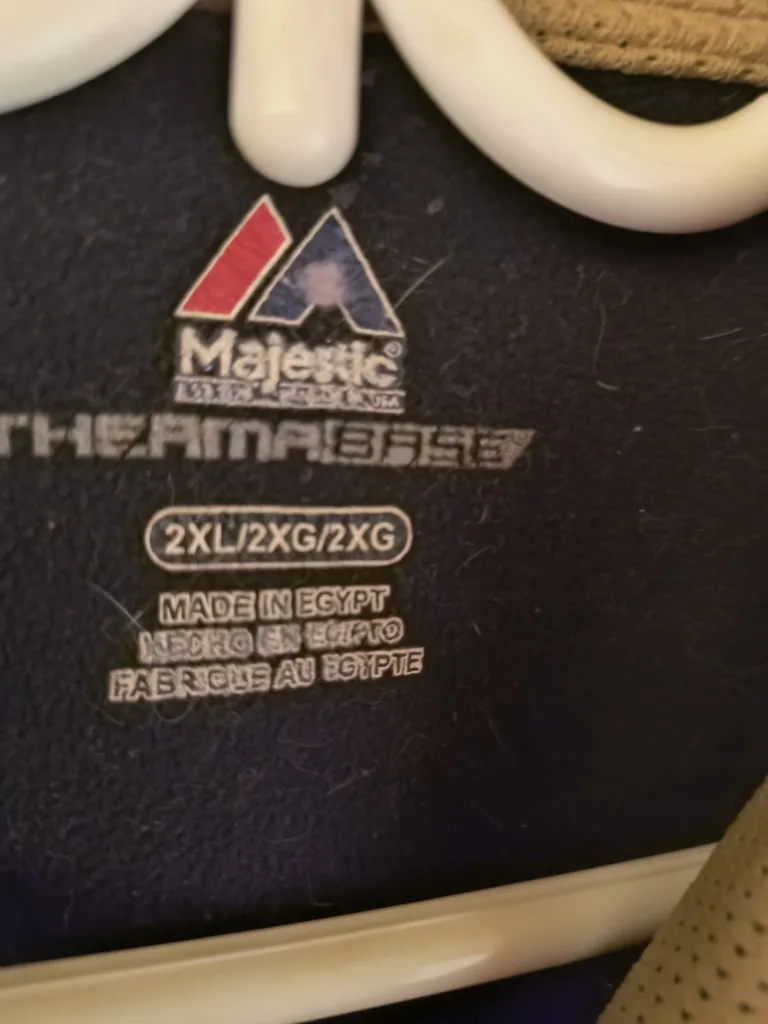 Majestic®
THERMABASE
2XL/2XG/2XG
MADE IN EGYPT
HECHO EN EGIPTO
FABRIQUE AU EGYPTE